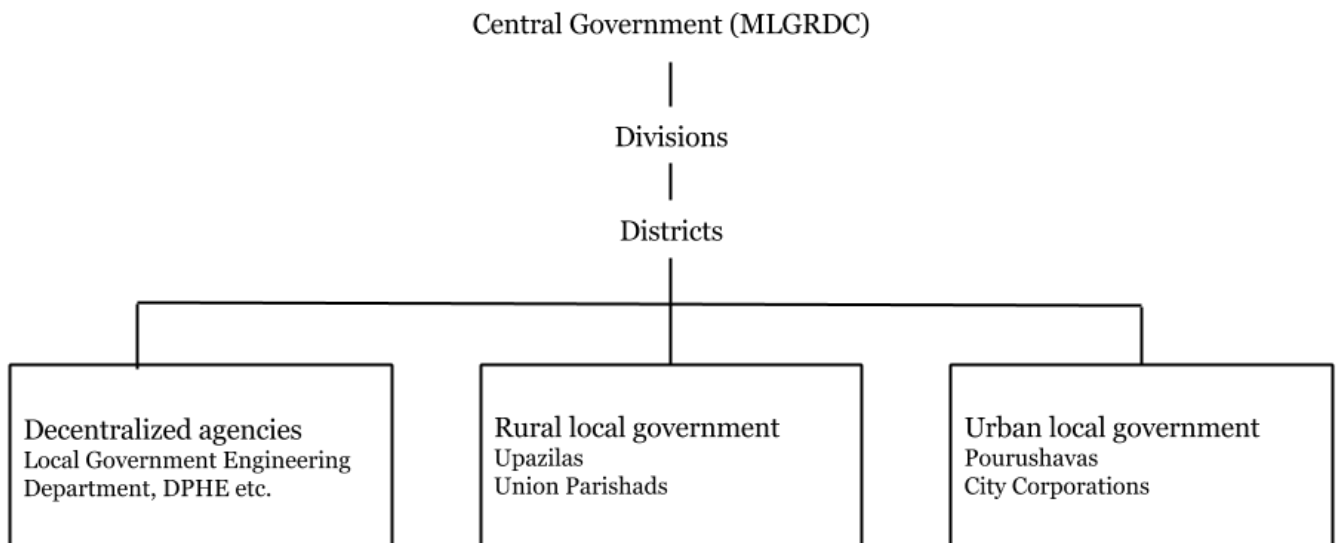 Central Government (MLGRDC)
Divisions
Districts
Decentralized agencies
Local Government Engineering
Department, DPHE etc.
Rural local government
Upazilas
Union Parishads
Urban local government
Pourushavas
City Corporations